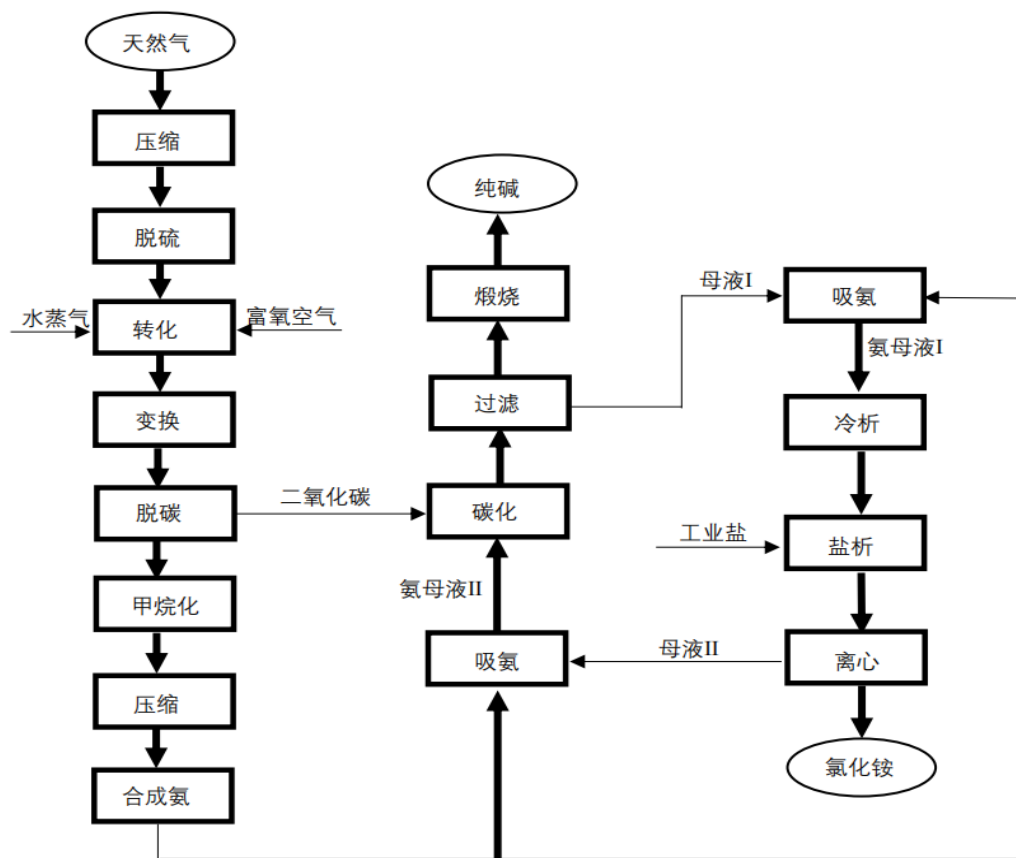 天然气
压缩
脱硫
水蒸气
转化
富氧空气
变换
脱碳
二氧化碳
甲烷化
压缩
合成氨
纯碱
煅烧
过滤
碳化
氨母液II
吸氨
母液I
吸氨
氨母液I
冷析
工业盐
盐析
母液II
离心
氯化铵